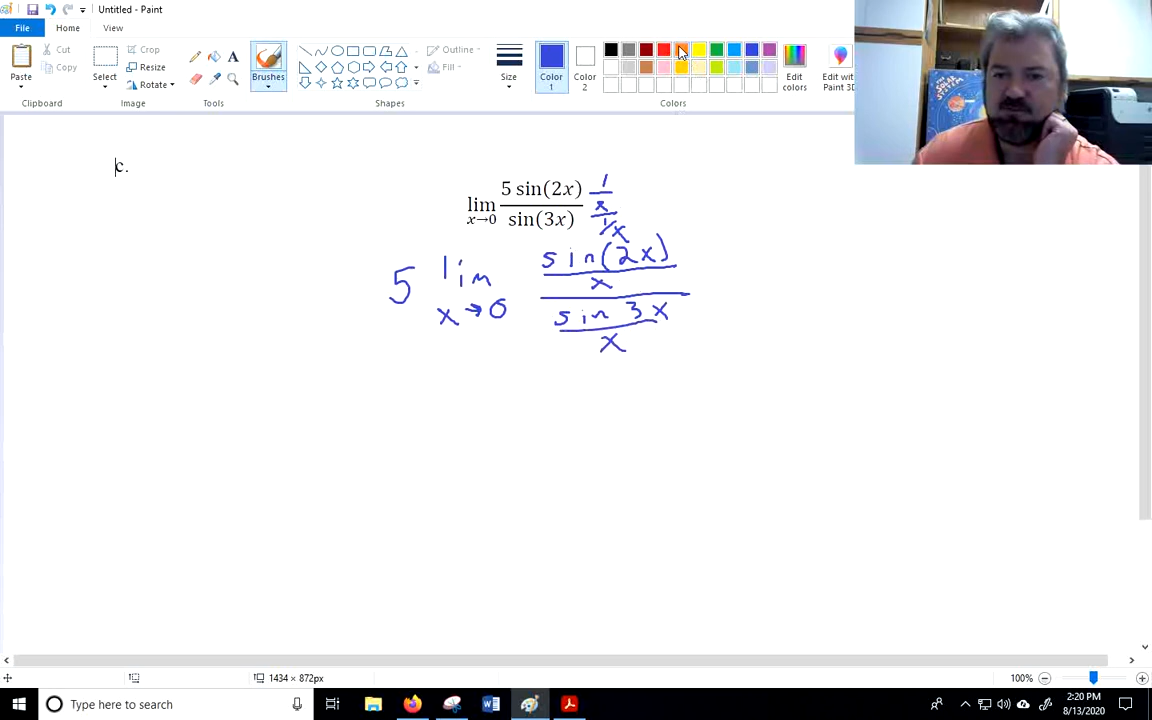 Untitled - Paint
File Home View
Paste
Cut
Copy
Clipboard
Select
Crop
Resize
Rotate
Image
Tools
Brushes
Shapes
Outline
Fill
Size
Color 1
Color 2
Colors
Edit colors
Edit with Paint 3D
c.
lim x→0 5 sin(2x) / sin(3x) 1/x / 1/x
5 lim x→0 sin(2x)/x / sin 3x/x
1434 × 872px
100%
Type here to search
2:20 PM
8/13/2020